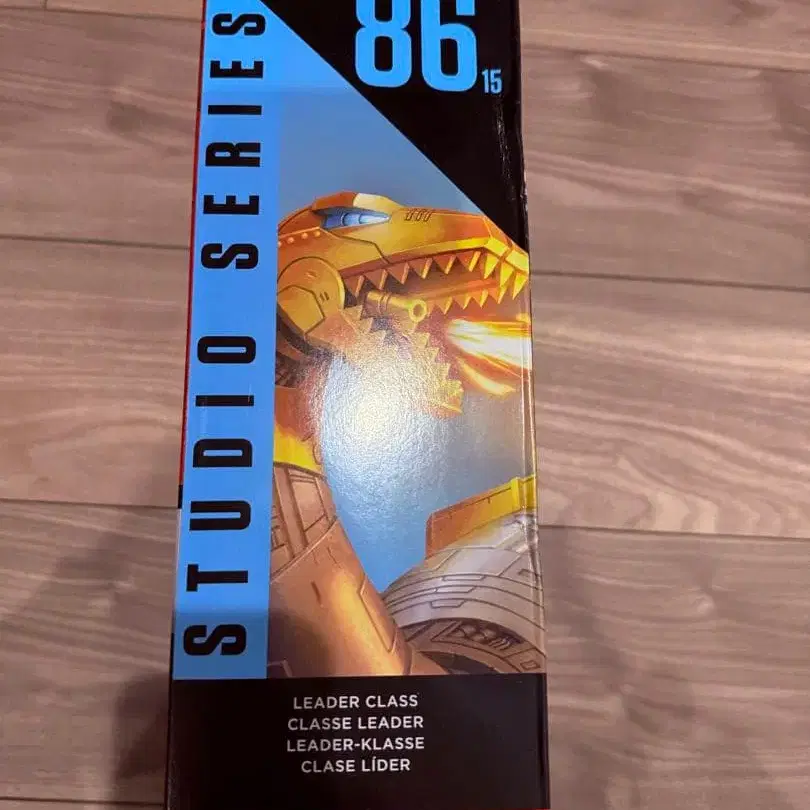 STUDIO SERIES
86
15
LEADER CLASS
CLASSE LEADER
LEADER-KLASSE
CLASE LÍDER